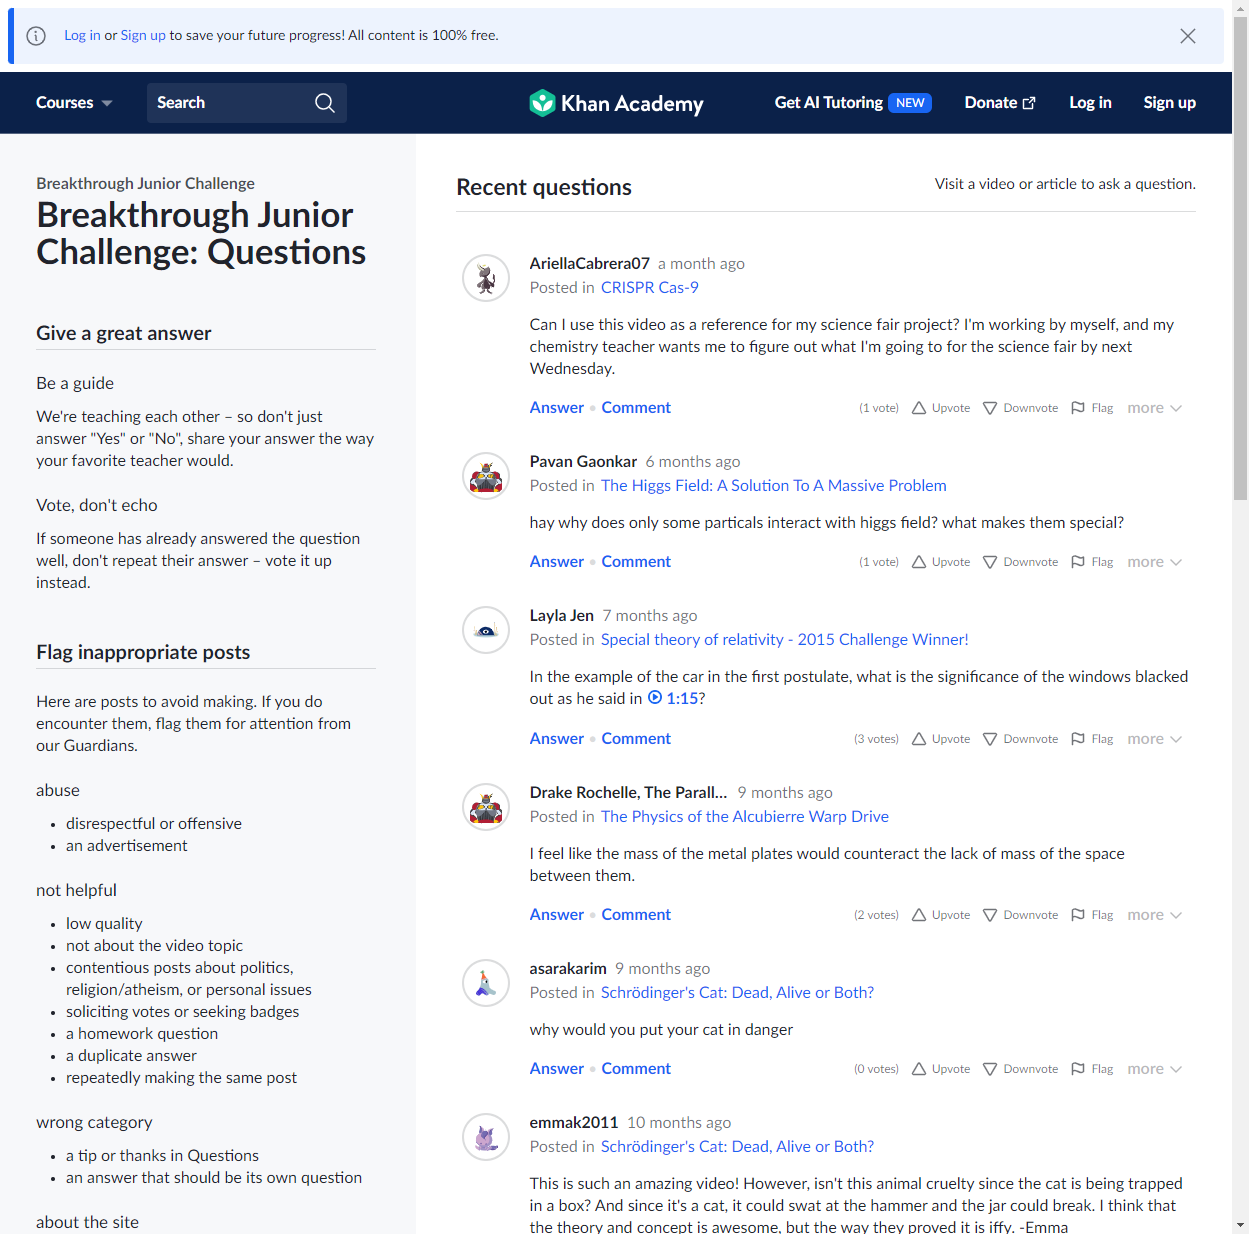 Log in or Sign up to save your future progress! All content is 100% free.
Courses
Search
Khan Academy
Get AI Tutoring NEW
Donate
Log in
Sign up
Breakthrough Junior Challenge
Breakthrough Junior
Challenge: Questions
Give a great answer
Be a guide
We're teaching each other – so don't just
answer "Yes" or "No", share your answer the way
your favorite teacher would.
Vote, don't echo
If someone has already answered the question
well, don't repeat their answer – vote it up
instead.
Flag inappropriate posts
Here are posts to avoid making. If you do
encounter them, flag them for attention from
our Guardians.
abuse
• disrespectful or offensive
• an advertisement
not helpful
• low quality
• not about the video topic
• contentious posts about politics,
religion/atheism, or personal issues
• soliciting votes or seeking badges
• a homework question
• a duplicate answer
• repeatedly making the same post
wrong category
• a tip or thanks in Questions
• an answer that should be its own question
about the site
Recent questions
Visit a video or article to ask a question.
AriellaCabrera07 a month ago
Posted in CRISPR Cas-9
Can I use this video as a reference for my science fair project? I'm working by myself, and my
chemistry teacher wants me to figure out what I'm going to for the science fair by next
Wednesday.
Answer • Comment (1 vote) Upvote Downvote Flag more
Pavan Gaonkar 6 months ago
Posted in The Higgs Field: A Solution To A Massive Problem
hay why does only some particals interact with higgs field? what makes them special?
Answer • Comment (1 vote) Upvote Downvote Flag more
Layla Jen 7 months ago
Posted in Special theory of relativity - 2015 Challenge Winner!
In the example of the car in the first postulate, what is the significance of the windows blacked
out as he said in 1:15?
Answer • Comment (3 votes) Upvote Downvote Flag more
Drake Rochelle, The Parall... 9 months ago
Posted in The Physics of the Alcubierre Warp Drive
I feel like the mass of the metal plates would counteract the lack of mass of the space
between them.
Answer • Comment (2 votes) Upvote Downvote Flag more
asarakarim 9 months ago
Posted in Schrödinger's Cat: Dead, Alive or Both?
why would you put your cat in danger
Answer • Comment (0 votes) Upvote Downvote Flag more
emmak2011 10 months ago
Posted in Schrödinger's Cat: Dead, Alive or Both?
This is such an amazing video! However, isn't this animal cruelty since the cat is being trapped
in a box? And since it's a cat, it could swat at the hammer and the jar could break. I think that
the theory and concept is awesome, but the way they proved it is iffy. -Emma